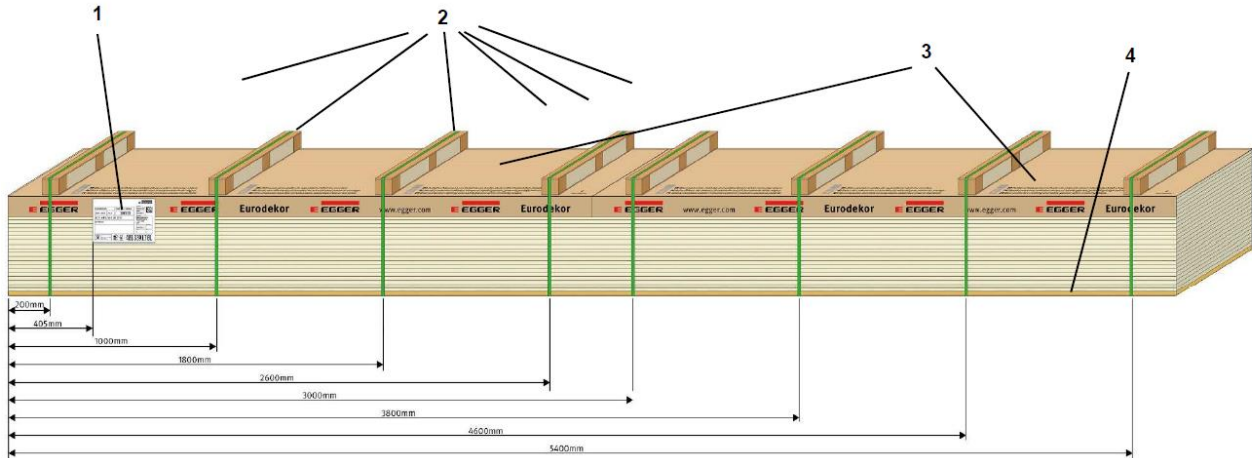 1
2
3
4
EGGER
Eurodekor
EGGER
www.egger.com
EGGER
Eurodekor
EGGER
www.egger.com
EGGER
Eurodekor
EGGER
www.egger.com
EGGER
Eurodekor
200mm
405mm
1000mm
1800mm
2600mm
3000mm
3800mm
4600mm
5400mm